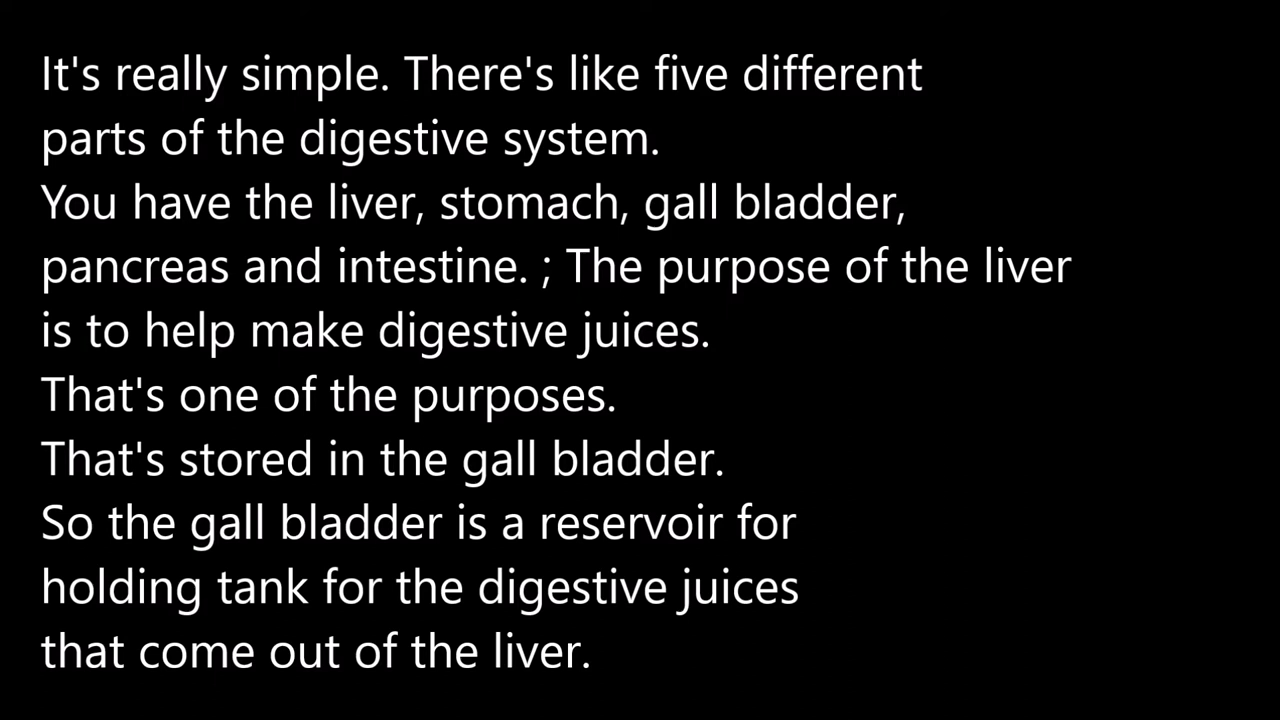 It's really simple. There's like five different
parts of the digestive system.
You have the liver, stomach, gall bladder,
pancreas and intestine. ; The purpose of the liver
is to help make digestive juices.
That's one of the purposes.
That's stored in the gall bladder.
So the gall bladder is a reservoir for
holding tank for the digestive juices
that come out of the liver.